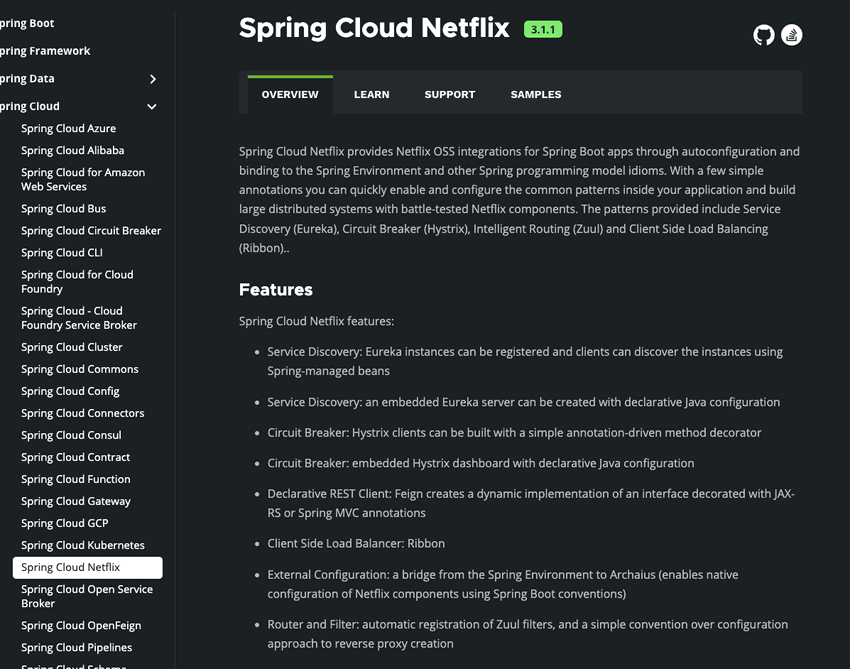 pring Boot
pring Framework
pring Data
pring Cloud
Spring Cloud Azure
Spring Cloud Alibaba
Spring Cloud for Amazon
Web Services
Spring Cloud Bus
Spring Cloud Circuit Breaker
Spring Cloud CLI
Spring Cloud for Cloud
Foundry
Spring Cloud - Cloud
Foundry Service Broker
Spring Cloud Cluster
Spring Cloud Commons
Spring Cloud Config
Spring Cloud Connectors
Spring Cloud Consul
Spring Cloud Contract
Spring Cloud Function
Spring Cloud Gateway
Spring Cloud GCP
Spring Cloud Kubernetes
Spring Cloud Netflix
Spring Cloud Open Service
Broker
Spring Cloud OpenFeign
Spring Cloud Pipelines
Spring Cloud Schema
Spring Cloud Netflix 3.1.1
OVERVIEW LEARN SUPPORT SAMPLES
Spring Cloud Netflix provides Netflix OSS integrations for Spring Boot apps through autoconfiguration and
binding to the Spring Environment and other Spring programming model idioms. With a few simple
annotations you can quickly enable and configure the common patterns inside your application and build
large distributed systems with battle-tested Netflix components. The patterns provided include Service
Discovery (Eureka), Circuit Breaker (Hystrix), Intelligent Routing (Zuul) and Client Side Load Balancing
(Ribbon)..
Features
Spring Cloud Netflix features:
• Service Discovery: Eureka instances can be registered and clients can discover the instances using
Spring-managed beans
• Service Discovery: an embedded Eureka server can be created with declarative Java configuration
• Circuit Breaker: Hystrix clients can be built with a simple annotation-driven method decorator
• Circuit Breaker: embedded Hystrix dashboard with declarative Java configuration
• Declarative REST Client: Feign creates a dynamic implementation of an interface decorated with JAX-
RS or Spring MVC annotations
• Client Side Load Balancer: Ribbon
• External Configuration: a bridge from the Spring Environment to Archaius (enables native
configuration of Netflix components using Spring Boot conventions)
• Router and Filter: automatic registration of Zuul filters, and a simple convention over configuration
approach to reverse proxy creation